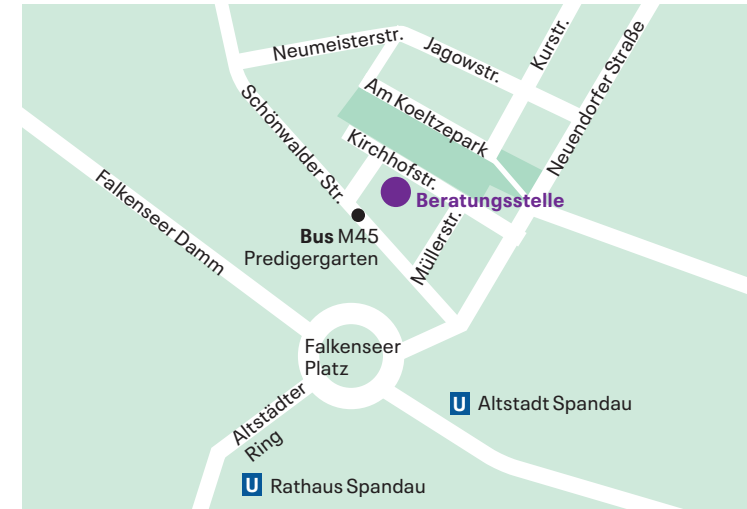 Neumeisterstr.
Jagowstr.
Kurstr.
Neuendorfer Straße
Am Koeltzepark
Schönwalder Str.
Kirchhofstr.
Beratungsstelle
Falkenseer Damm
Bus M45
Predigergarten
Müllerstr.
Falkenseer
Platz
U Altstadt Spandau
Altstädter
Ring
U Rathaus Spandau